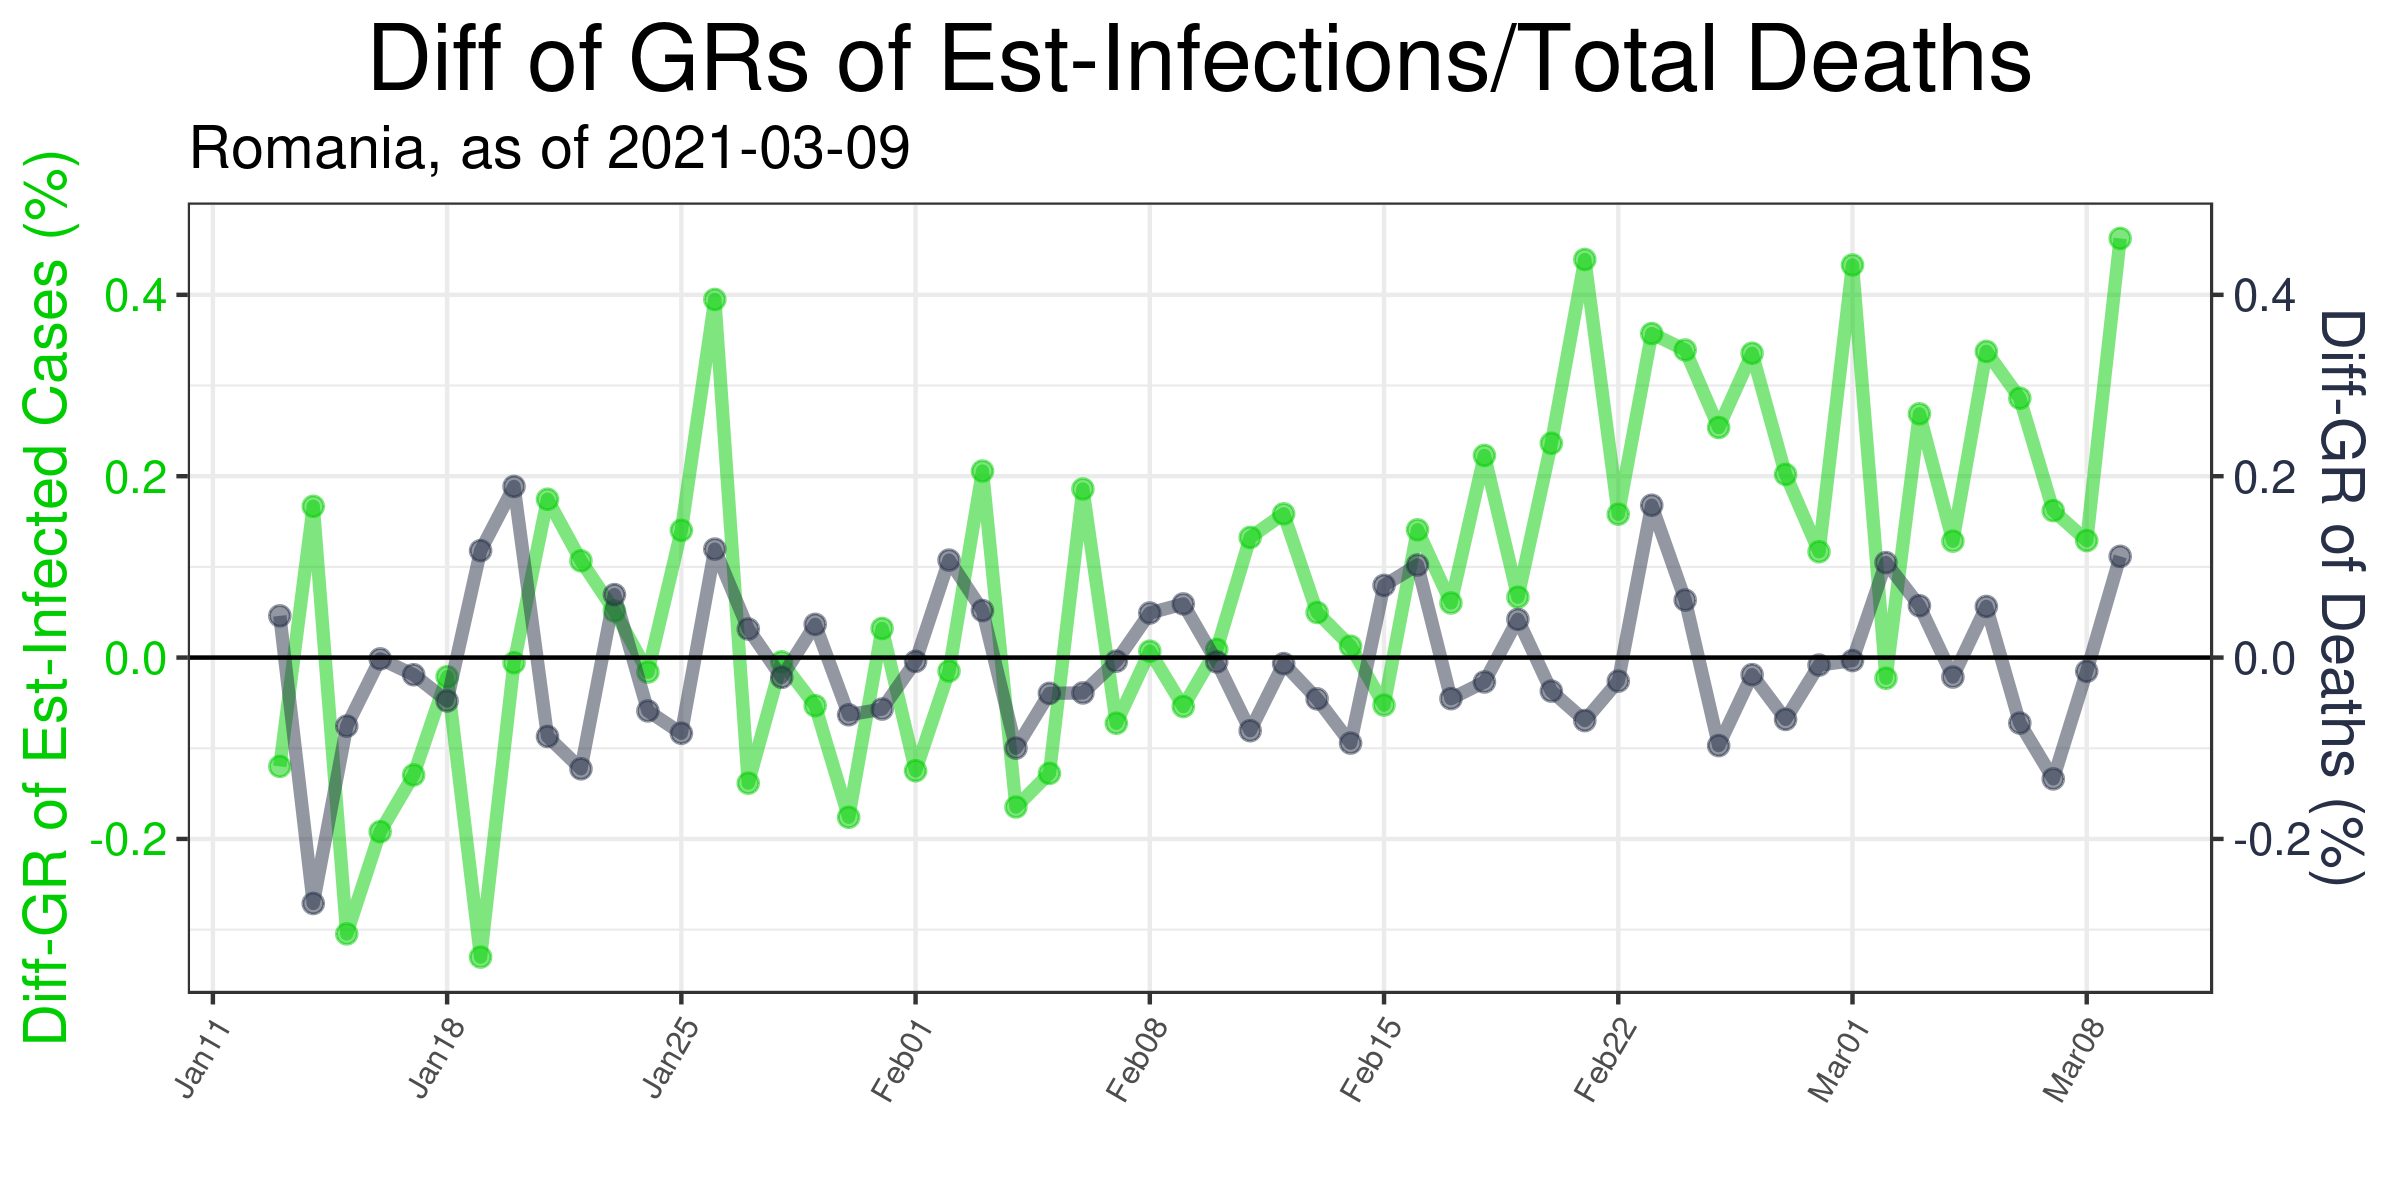 Diff of GRs of Est-Infections/Total Deaths
Romania, as of 2021-03-09
Diff-GR of Est-Infected Cases (%)
0.4
0.2
0.0
-0.2
0.4
0.2
0.0
-0.2
Diff-GR of Deaths (%)
Jan11
Jan18
Jan25
Feb01
Feb08
Feb15
Feb22
Mar01
Mar08